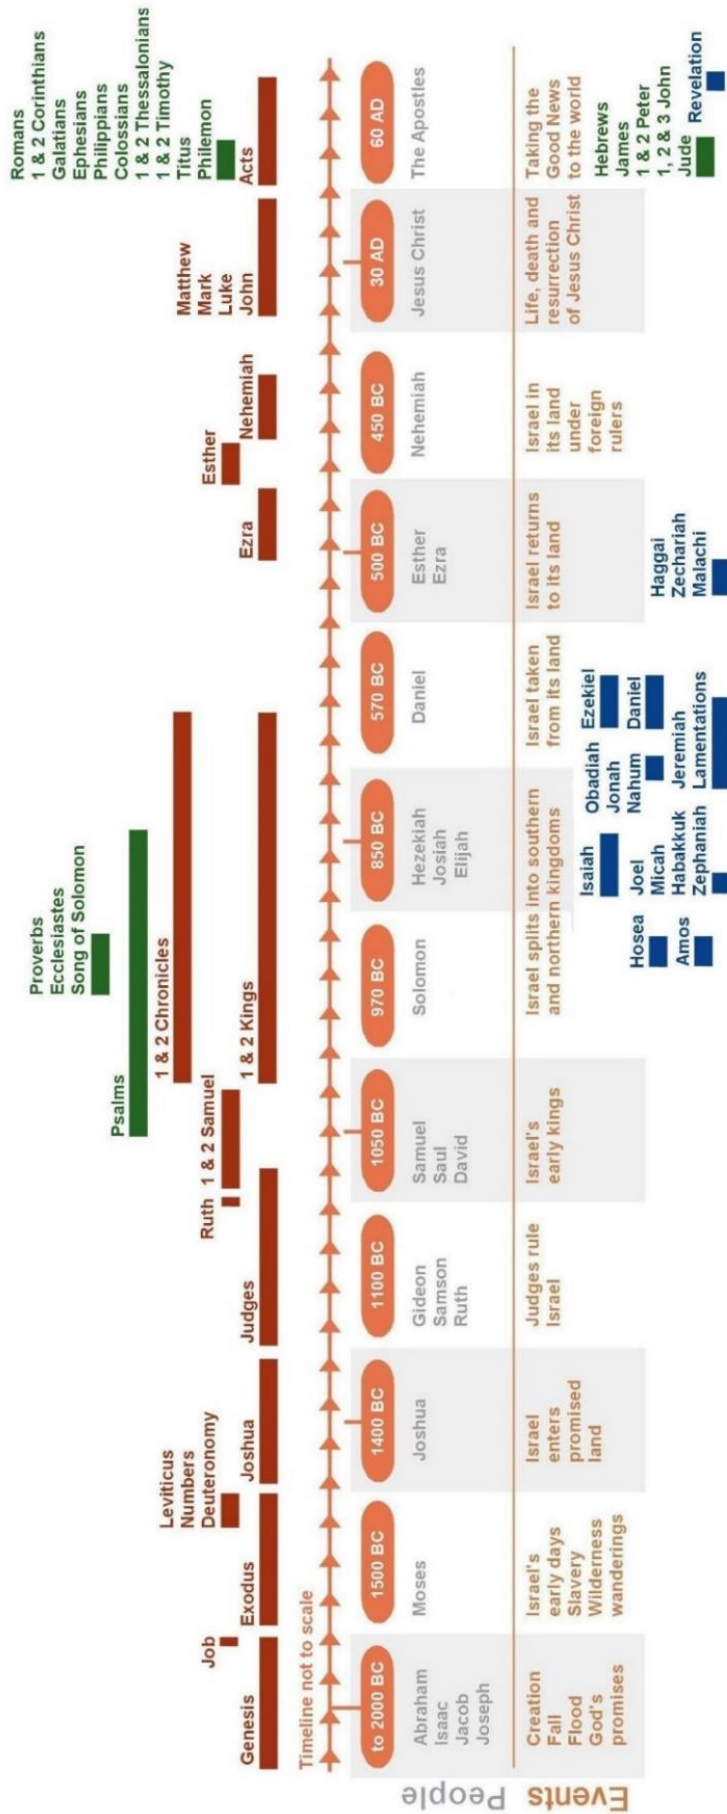 Proverbs
Ecclesiastes
Song of Solomon
Psalms
1 & 2 Chronicles
Romans
1 & 2 Corinthians
Galatians
Ephesians
Philippians
Colossians
1 & 2 Thessalonians
1 & 2 Timothy
Titus
Philemon
Matthew
Mark
Luke
John
Acts
Leviticus
Numbers
Deuteronomy
Job
Ruth
1 & 2 Samuel
Esther
Genesis
Exodus
Joshua
Judges
1 & 2 Kings
Ezra
Nehemiah
Timeline not to scale
to 2000 BC
1500 BC
1400 BC
1100 BC
1050 BC
970 BC
850 BC
570 BC
500 BC
450 BC
30 AD
60 AD
People
Abraham
Isaac
Jacob
Joseph
Moses
Joshua
Gideon
Samson
Ruth
Samuel
Saul
David
Solomon
Hezekiah
Josiah
Elijah
Daniel
Esther
Ezra
Nehemiah
Jesus Christ
The Apostles
Events
Creation
Fall
Flood
God's
promises
Israel's
early days
Slavery
Wilderness
wanderings
Israel
enters
promised
land
Judges rule
Israel
Israel's
early kings
Israel splits into southern
and northern kingdoms
Israel taken
from its land
Israel returns
to its land
Israel in
its land
under
foreign
rulers
Life, death and
resurrection
of Jesus Christ
Taking the
Good News
to the world
Hosea
Amos
Isaiah
Joel
Micah
Habakkuk
Zephaniah
Obadiah
Jonah
Nahum
Jeremiah
Lamentations
Ezekiel
Daniel
Haggai
Zechariah
Malachi
Hebrews
James
1 & 2 Peter
1, 2 & 3 John
Jude
Revelation